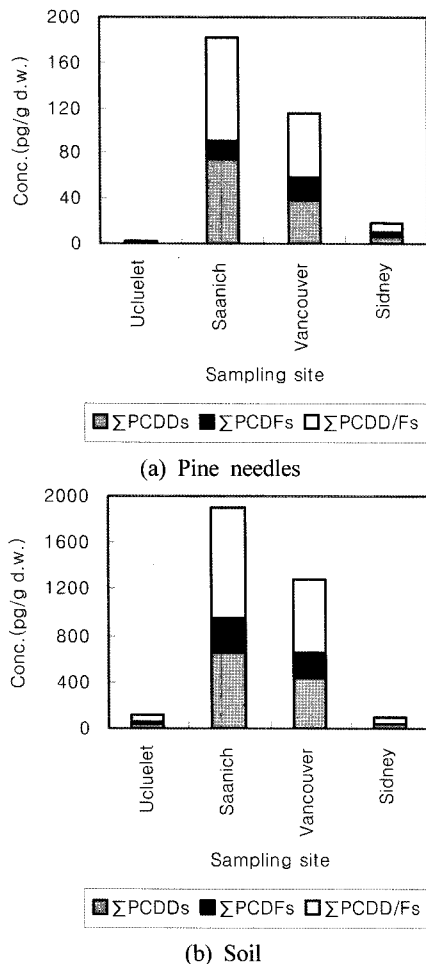 200
160
120
80
40
0
Conc.(pg/g d.w.)
Ucluelet
Saanich
Vancouver
Sidney
Sampling site
∑PCDDs ∑PCDFs ∑PCDD/Fs
(a) Pine needles
2000
1600
1200
800
400
0
Conc.(pg/g d.w.)
Ucluelet
Saanich
Vancouver
Sidney
Sampling site
∑PCDDs ∑PCDFs ∑PCDD/Fs
(b) Soil